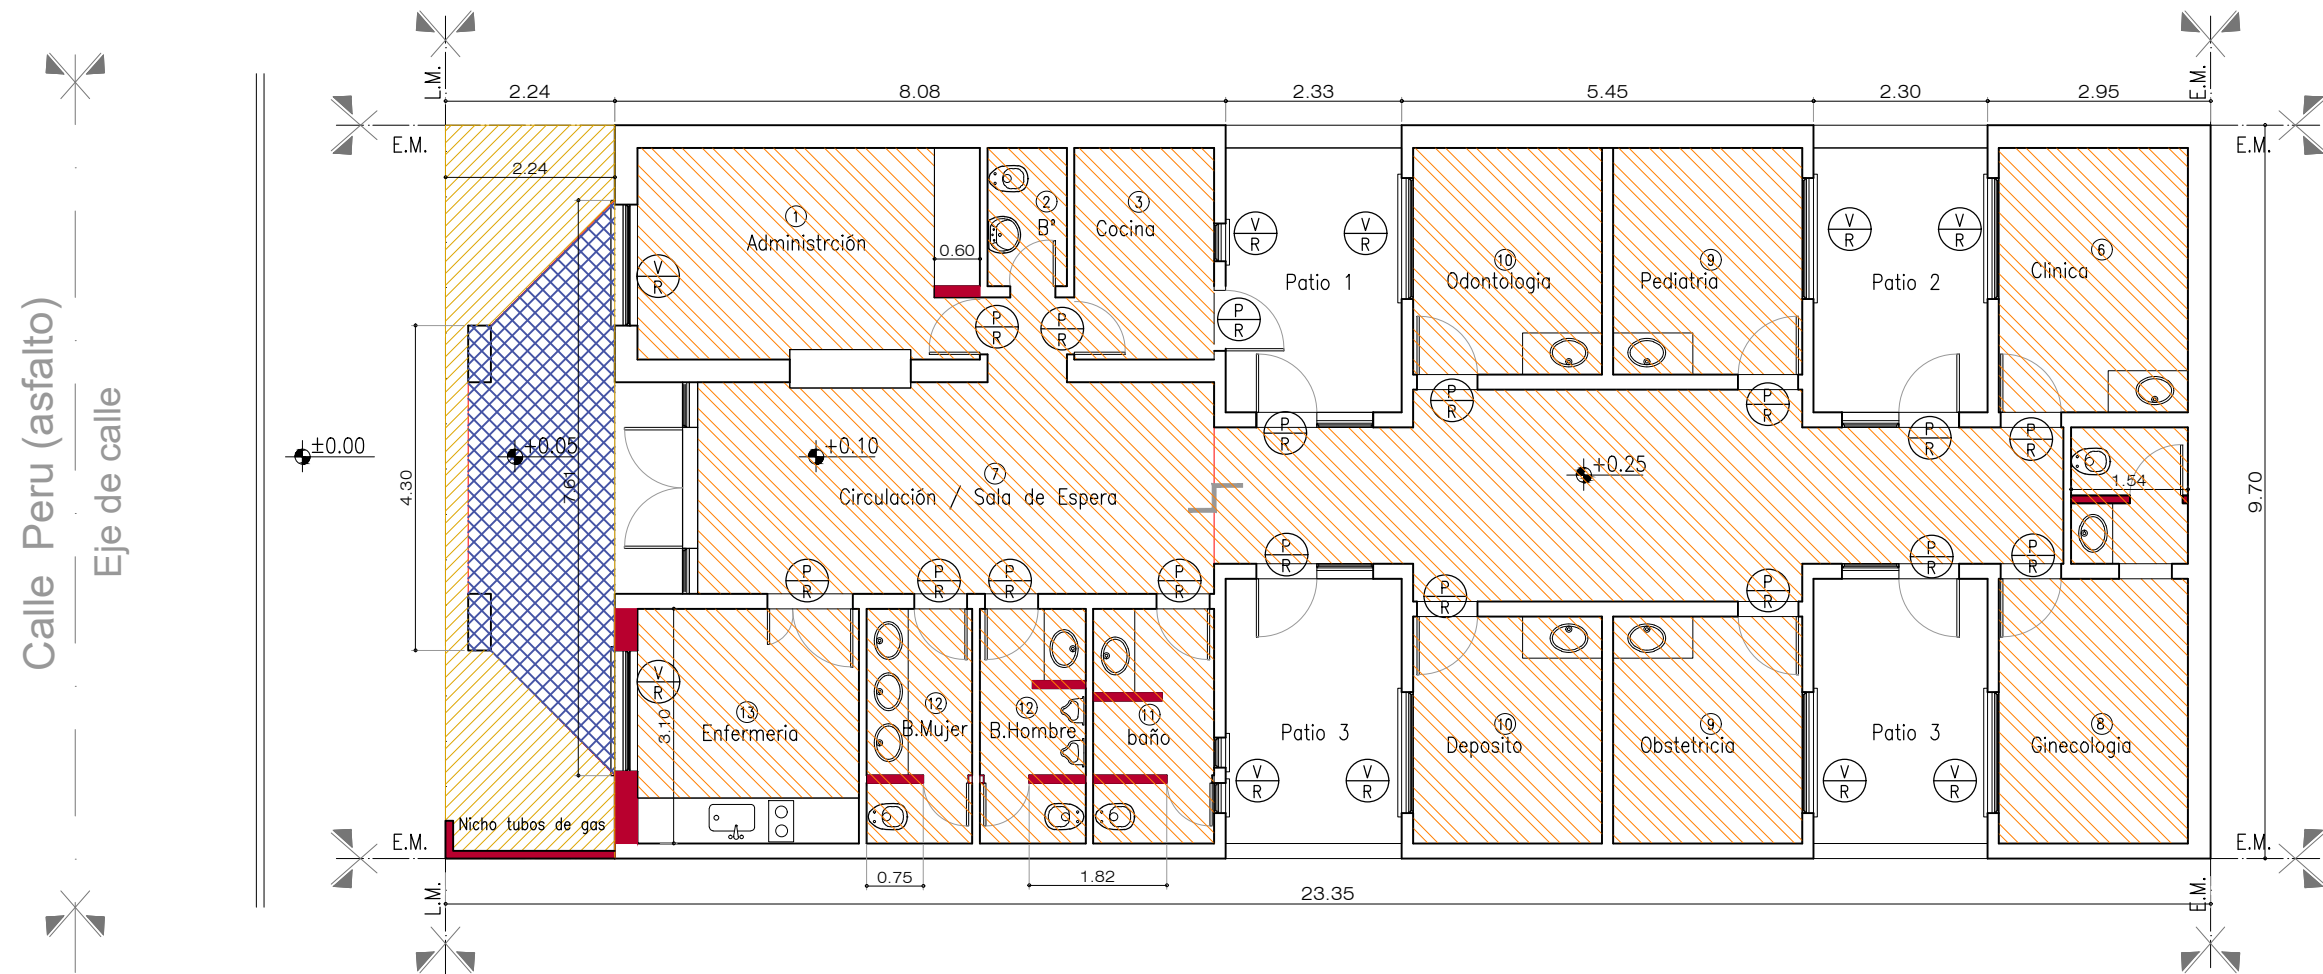 Calle Peru (asfalto)
Eje de calle
L.M.
E.M.
2.24
8.08
2.33
5.45
2.30
2.95
E.M.
E.M.
2.24
1
Administrción
0.60
2
Bº
3
Cocina
V
R
V
R
V
R
V
R
V
R
Patio 1
10
Odontologia
9
Pediatria
Patio 2
6
Clinica
P
R
P
R
P
R
P
R
P
R
P
R
P
R
P
R
±0.00
+0.05
+0.10
+0.25
4.30
7.61
7
Circulación / Sala de Espera
1.54
9.70
P
R
P
R
P
R
P
R
P
R
P
R
P
R
P
R
P
R
V
R
3.10
13
Enfermeria
12
B.Mujer
12
B.Hombre
11
baño
Patio 3
10
Deposito
9
Obstetricia
Patio 3
8
Ginecologia
V
R
V
R
V
R
V
R
Nicho tubos de gas
E.M.
E.M.
0.75
1.82
23.35
L.M.
E.M.